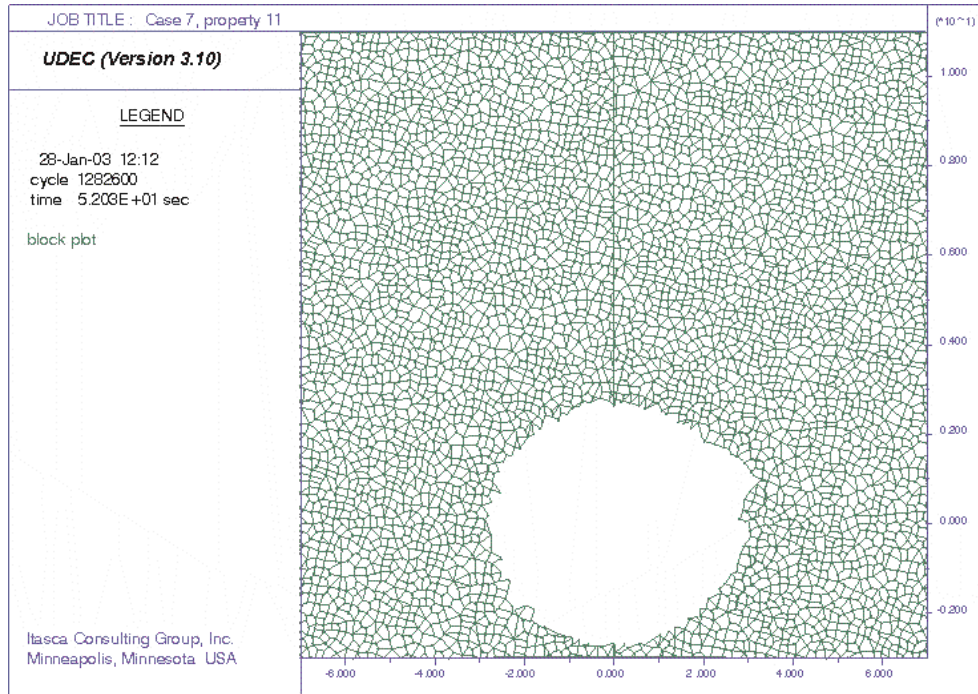 JOB TITLE : Case 7, property 11
(*10^1)
UDEC (Version 3.10)
LEGEND
28-Jan-03 12:12
cycle 1282600
time 5.203E+01 sec
block plot
Itasca Consulting Group, Inc.
Minneapolis, Minnesota USA
1.000
0.800
0.600
0.400
0.200
0.000
-0.200
-6.000 -4.000 -2.000 0.000 2.000 4.000 6.000